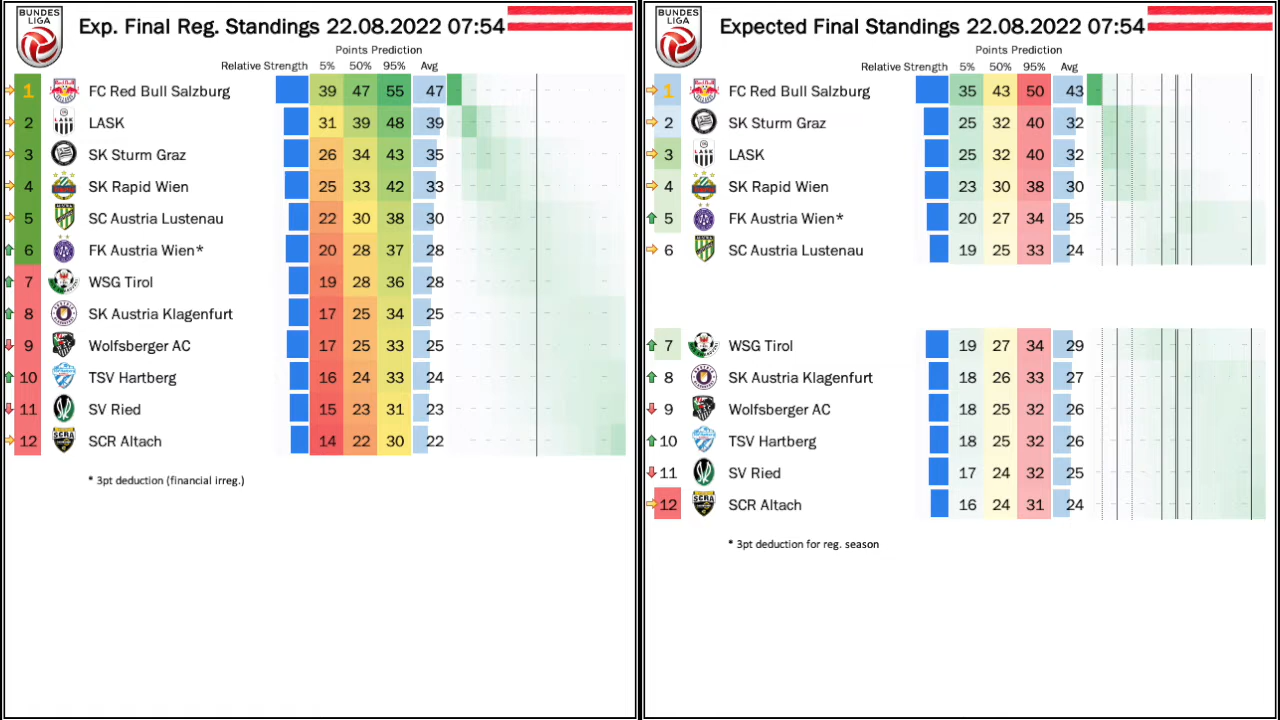 BUNDES LIGA
Exp. Final Reg. Standings 22.08.2022 07:54
Points Prediction
Relative Strength 5% 50% 95% Avg
1 FC Red Bull Salzburg 39 47 55 47
2 LASK 31 39 48 39
3 SK Sturm Graz 26 34 43 35
4 SK Rapid Wien 25 33 42 33
5 SC Austria Lustenau 22 30 38 30
6 FK Austria Wien* 20 28 37 28
7 WSG Tirol 19 28 36 28
8 SK Austria Klagenfurt 17 25 34 25
9 Wolfsberger AC 17 25 33 25
10 TSV Hartberg 16 24 33 24
11 SV Ried 15 23 31 23
12 SCR Altach 14 22 30 22
* 3pt deduction (financial irreg.)
BUNDES LIGA
Expected Final Standings 22.08.2022 07:54
Points Prediction
Relative Strength 5% 50% 95% Avg
1 FC Red Bull Salzburg 35 43 50 43
2 SK Sturm Graz 25 32 40 32
3 LASK 25 32 40 32
4 SK Rapid Wien 23 30 38 30
5 FK Austria Wien* 20 27 34 25
6 SC Austria Lustenau 19 25 33 24
7 WSG Tirol 19 27 34 29
8 SK Austria Klagenfurt 18 26 33 27
9 Wolfsberger AC 18 25 32 26
10 TSV Hartberg 18 25 32 26
11 SV Ried 17 24 32 25
12 SCR Altach 16 24 31 24
* 3pt deduction for reg. season